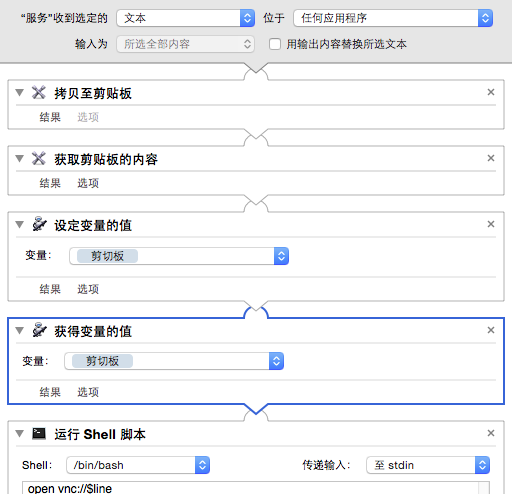 “服务”收到选定的 文本 位于 任何应用程序
输入为 所选全部内容 用输出内容替换所选文本
拷贝至剪贴板
结果 选项
获取剪贴板的内容
结果 选项
设定变量的值
变量： 剪切板
结果 选项
获得变量的值
变量： 剪切板
结果 选项
运行 Shell 脚本
Shell： /bin/bash 传递输入： 至 stdin
open vnc://$line